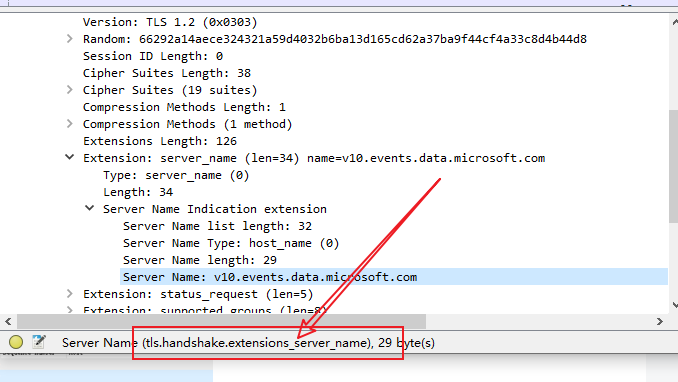 Version: TLS 1.2 (0x0303)
Random: 66292a14aece324321a59d4032b6ba13d165cd62a37ba9f44cf4a33c8d4b44d8
Session ID Length: 0
Cipher Suites Length: 38
Cipher Suites (19 suites)
Compression Methods Length: 1
Compression Methods (1 method)
Extensions Length: 126
Extension: server_name (len=34) name=v10.events.data.microsoft.com
Type: server_name (0)
Length: 34
Server Name Indication extension
Server Name list length: 32
Server Name Type: host_name (0)
Server Name length: 29
Server Name: v10.events.data.microsoft.com
Extension: status_request (len=5)
Extension: supported_groups (len=8)
Server Name (tls.handshake.extensions_server_name), 29 byte(s)